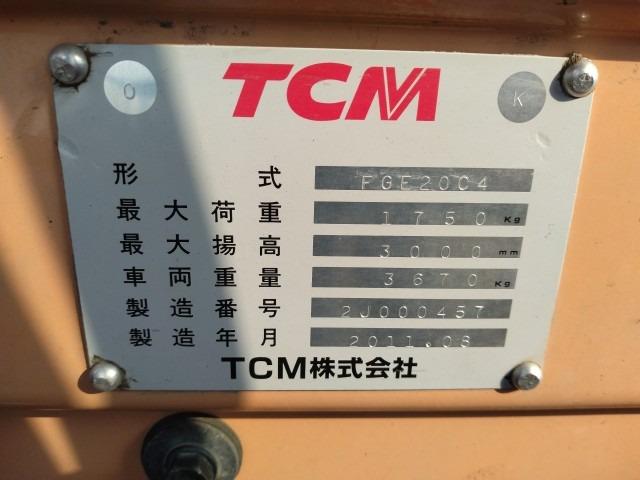 O TCM K
形式 FGE20C4
最大荷重 1750 Kg
最大揚高 3000 mm
車両重量 3670 Kg
製造番号 2J000457
製造年月 2011.08
TCM株式会社